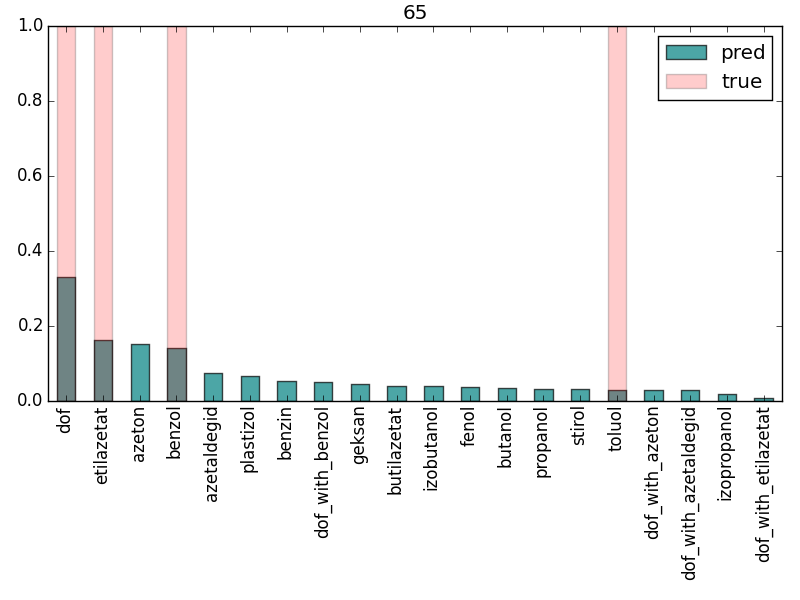 65
1.0
0.8
0.6
0.4
0.2
0.0
pred
true
dof
etilazetat
azeton
benzol
azetaldegid
plastizol
benzin
dof_with_benzol
geksan
butilazetat
izobutanol
fenol
butanol
propanol
stirol
toluol
dof_with_azeton
dof_with_azetaldegid
izopropanol
dof_with_etilazetat